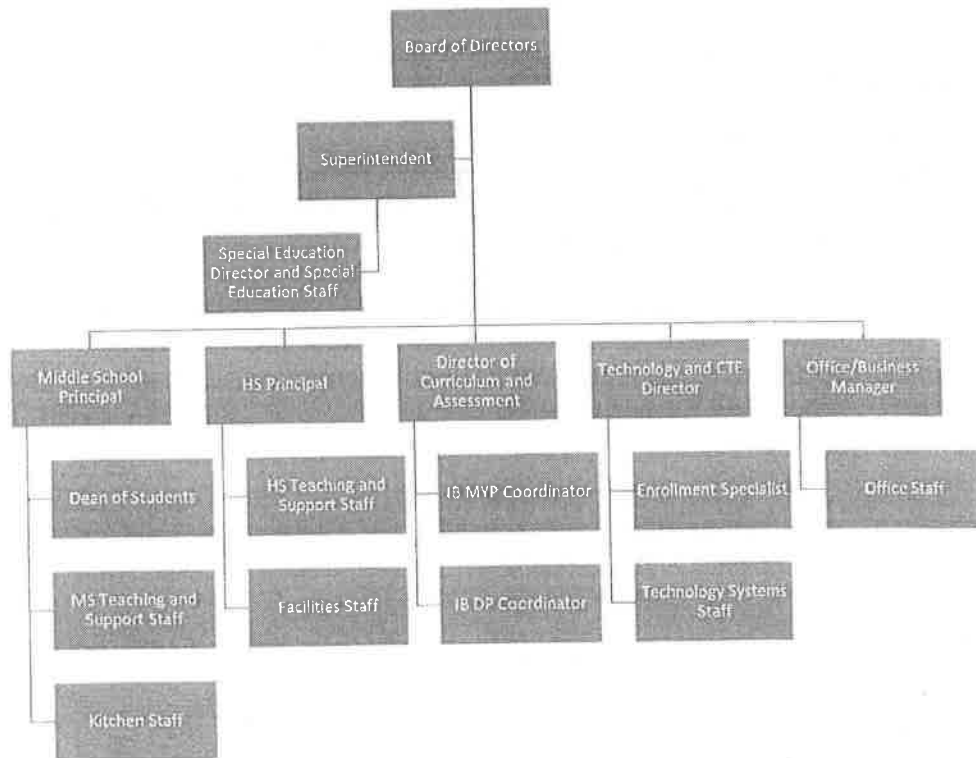 Board of Directors
Superintendent
Special Education
Director and Special
Education Staff
Middle School
Principal
HS Principal
Director of
Curriculum and
Assessment
Technology and CTE
Director
Office/Business
Manager
Dean of Students
HS Teaching and
Support Staff
IB MYP Coordinator
Enrollment Specialist
Office Staff
MS Teaching and
Support Staff
Facilities Staff
IB DP Coordinator
Technology Systems
Staff
Kitchen Staff